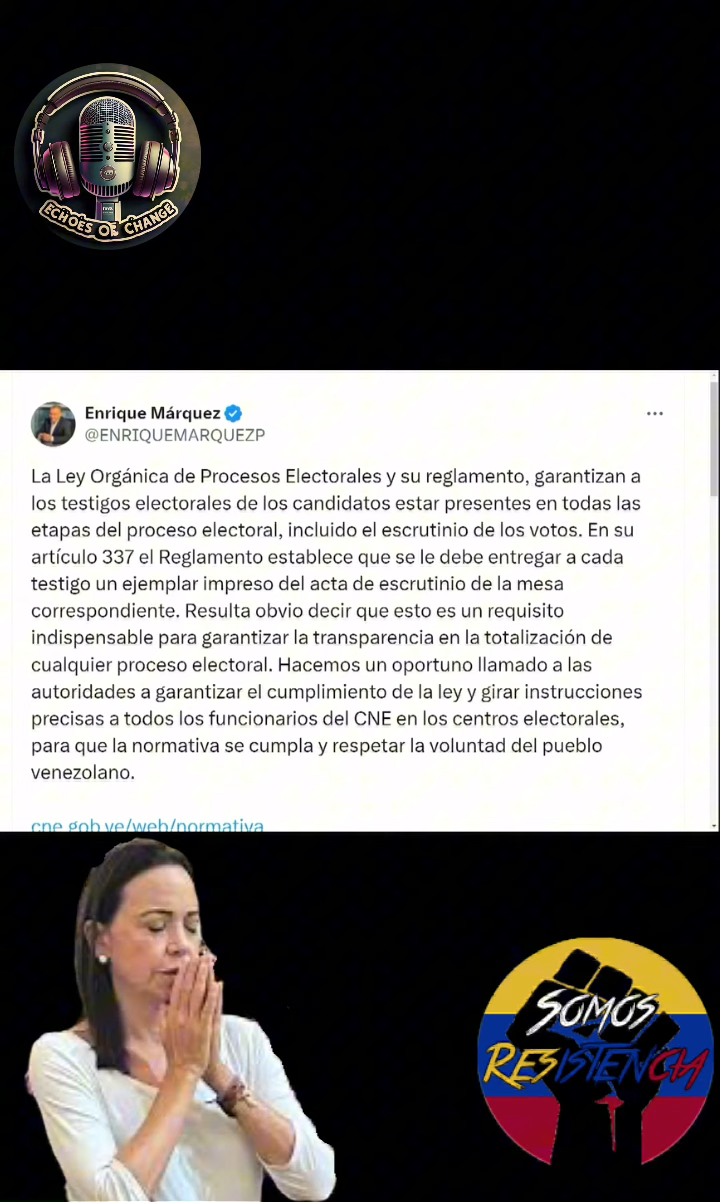 ECHOES OF CHANGE
Enrique Márquez
@ENRIQUEMARQUEZP
La Ley Orgánica de Procesos Electorales y su reglamento, garantizan a
los testigos electorales de los candidatos estar presentes en todas las
etapas del proceso electoral, incluido el escrutinio de los votos. En su
artículo 337 el Reglamento establece que se le debe entregar a cada
testigo un ejemplar impreso del acta de escrutinio de la mesa
correspondiente. Resulta obvio decir que esto es un requisito
indispensable para garantizar la transparencia en la totalización de
cualquier proceso electoral. Hacemos un oportuno llamado a las
autoridades a garantizar el cumplimiento de la ley y girar instrucciones
precisas a todos los funcionarios del CNE en los centros electorales,
para que la normativa se cumpla y respetar la voluntad del pueblo
venezolano.
cne.gob.ve/web/normativa
SOMOS
RESISTENCIA